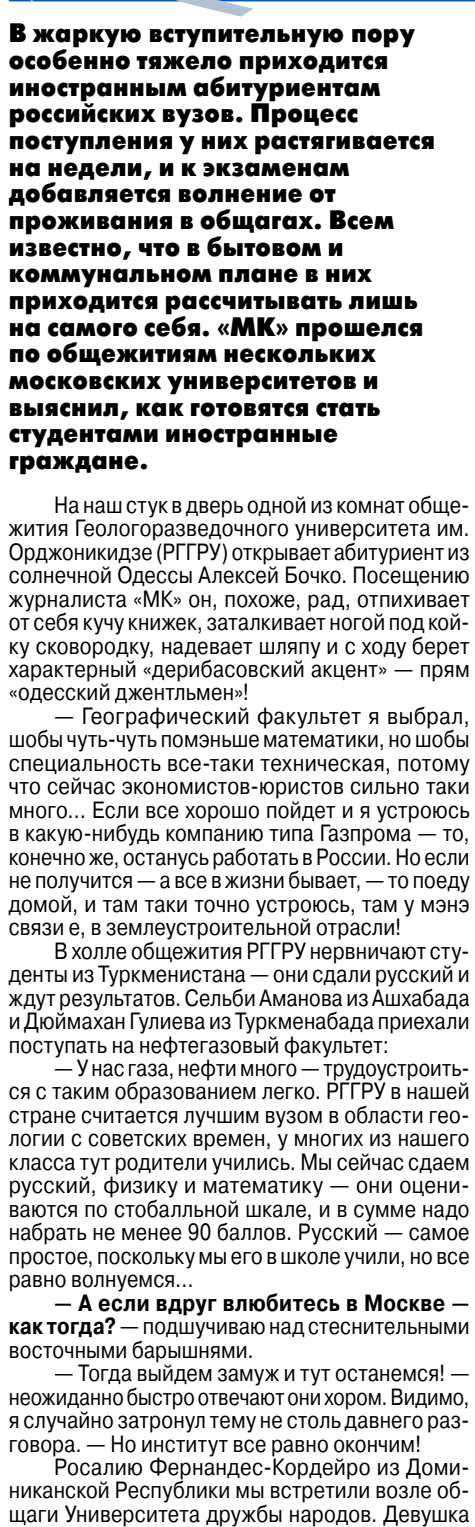 В жаркую вступительную пору
особенно тяжело приходится
иностранным абитуриентам
российских вузов. Процесс
поступления у них растягивается
на недели, и к экзаменам
добавляется волнение от
проживания в общагах. Всем
известно, что в бытовом и
коммунальном плане в них
приходится рассчитывать лишь
на самого себя. «МК» прошелся
по общежитиям нескольких
московских университетов и
выяснил, как готовятся стать
студентами иностранные
граждане.
На наш стук в дверь одной из комнат обще-
жития Геологоразведочного университета им.
Орджоникидзе (РГГРУ) открывает абитуриент из
солнечной Одессы Алексей Бочко. Посещению
журналиста «МК» он, похоже, рад, отпихивает
от себя кучу книжек, заталкивает ногой под кой-
ку сковородку, надевает шляпу и с ходу берет
характерный «дерибасовский акцент» — прям
«одесский джентльмен»!
— Географический факультет я выбрал,
шобы чуть-чуть помэньше математики, но шобы
специальность все-таки техническая, потому
что сейчас экономистов-юристов сильно таки
много... Если все хорошо пойдет и я устроюсь
в какую-нибудь компанию типа Газпрома — то,
конечно же, останусь работать в России. Но если
не получится — а все в жизни бывает, — то поеду
домой, и там таки точно устроюсь, там у мэнэ
связи е, в землеустроительной отрасли!
В холле общежития РГГРУ нервничают сту-
денты из Туркменистана — они сдали русский и
ждут результатов. Сельби Аманова из Ашхабада
и Дюймахан Гулиева из Туркменабада приехали
поступать на нефтегазовый факультет:
— У нас газа, нефти много — трудоустроить-
ся с таким образованием легко. РГГРУ в нашей
стране считается лучшим вузом в области гео-
логии с советских времен, у многих из нашего
класса тут родители учились. Мы сейчас сдаем
русский, физику и математику — они оцени-
ваются по стобалльной шкале, и в сумме надо
набрать не менее 90 баллов. Русский — самое
простое, поскольку мы его в школе учили, но все
равно волнуемся...
— А если вдруг влюбитесь в Москве —
как тогда? — подшучиваю над стеснительными
восточными барышнями.
— Тогда выйдем замуж и тут останемся! —
неожиданно быстро отвечают они хором. Видимо,
я случайно затронул тему не столь давнего раз-
говора. — Но институт все равно окончим!
Росалию Фернандес-Кордейро из Доми-
никанской Республики мы встретили возле об-
щаги Университета дружбы народов. Девушка